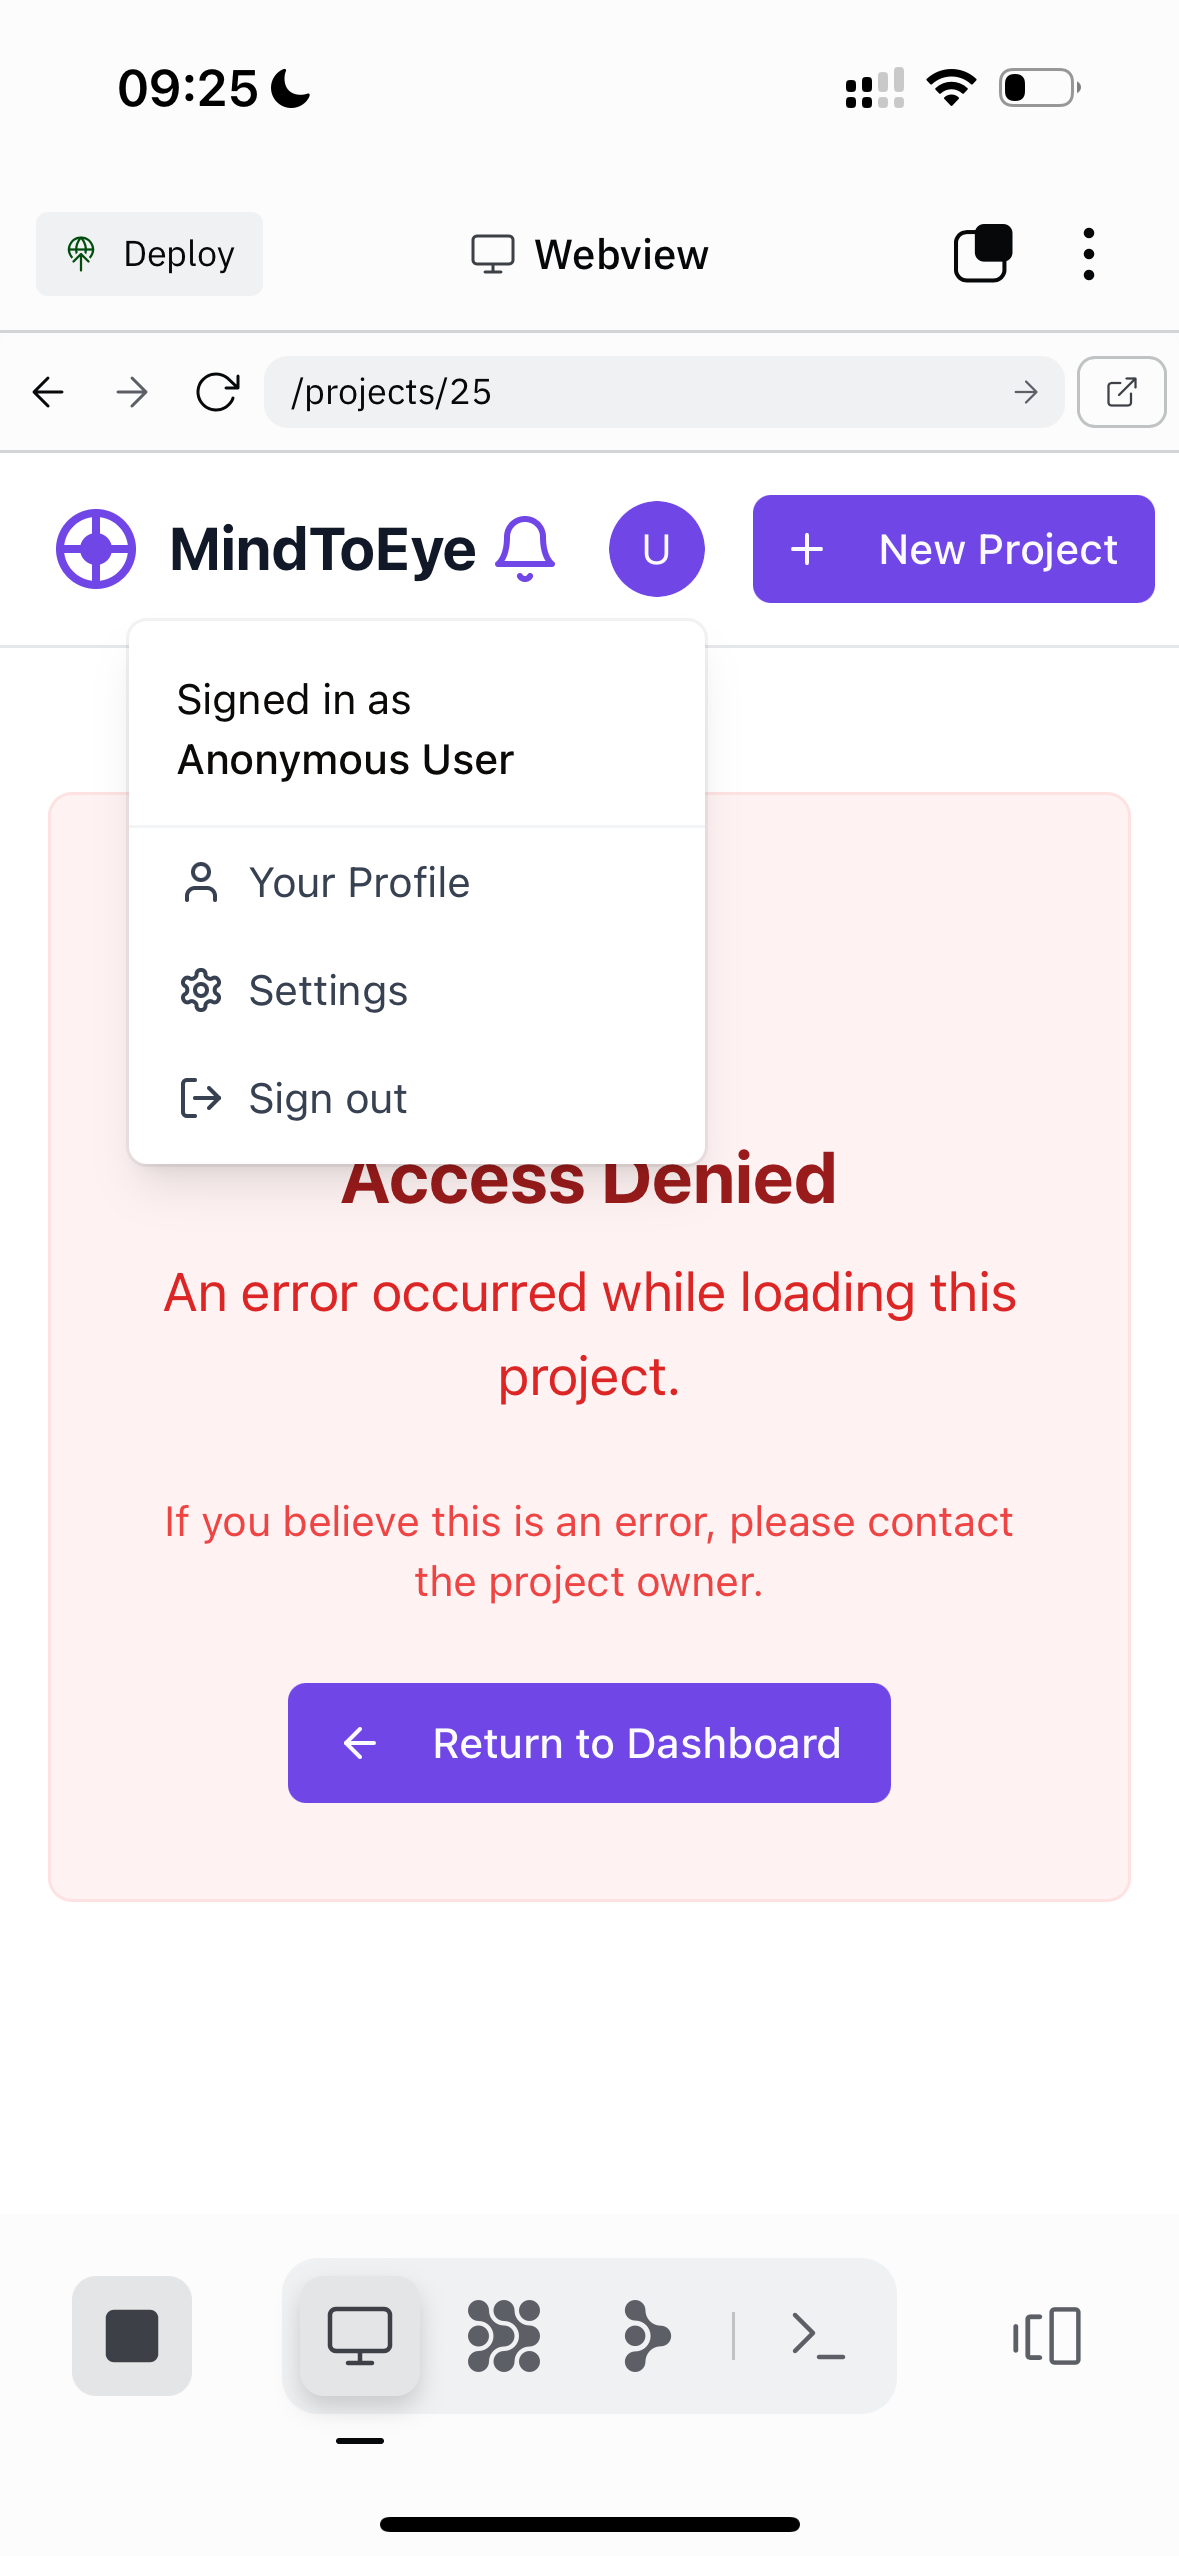 09:25
Deploy
Webview
/projects/25
MindToEye
U
New Project
Signed in as
Anonymous User
Your Profile
Settings
Sign out
Access Denied
An error occurred while loading this
project.
If you believe this is an error, please contact
the project owner.
Return to Dashboard